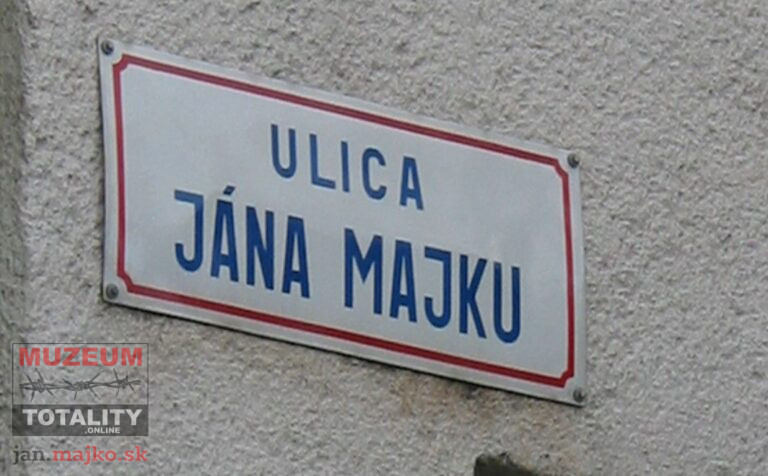 ULICA
JÁNA MAJKU
MUZEUM
TOTALITY
.ONLINE
jan.majko.sk